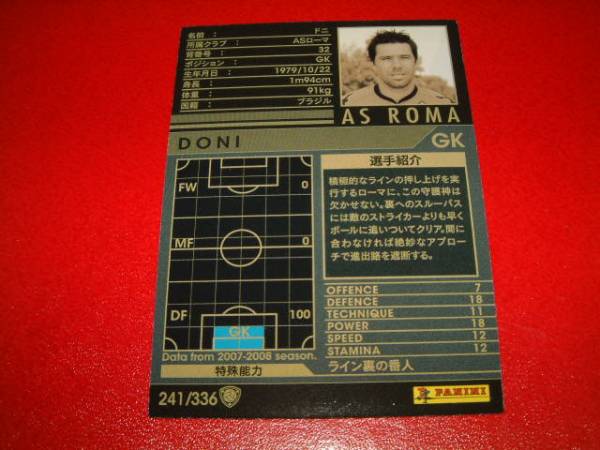 名前 : ドニ
所属クラブ : ASローマ
背番号 : 32
ポジション : GK
生年月日 : 1979/10/22
身長 : 1m94cm
体重 : 91kg
国籍 : ブラジル
AS ROMA
DONI
GK
FW 0
MF 0
DF 100
GK
Data from 2007-2008 season.
選手紹介
積極的なラインの押し上げを実
行するローマに、この守護神は
欠かせない。裏へのスルーパス
には敵のストライカーよりも早く
ボールに追いついてクリア。間に
合わなければ絶妙なアプロー
チで進出路を遮断する。
OFFENCE 7
DEFENCE 18
TECHNIQUE 11
POWER 18
SPEED 12
STAMINA 12
特殊能力
ライン裏の番人
241/336
PANINI